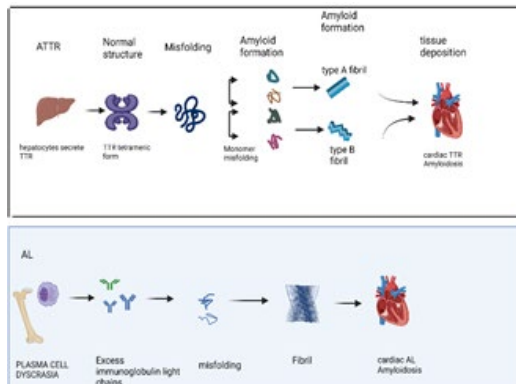 ATTR
Normal
structure
Misfolding
Amyloid
formation
Amyloid
formation
tissue
deposition
type A fibril
type B
fibril
hepatocytes secrete
TTR
TTR tetrameric
form
Monomer
misfolding
cardiac TTR
Amyloidosis
AL
PLASMA CELL
DYSCRASIA
Excess
immunoglobulin light
chains
misfolding
Fibril
cardiac AL
Amyloidosis